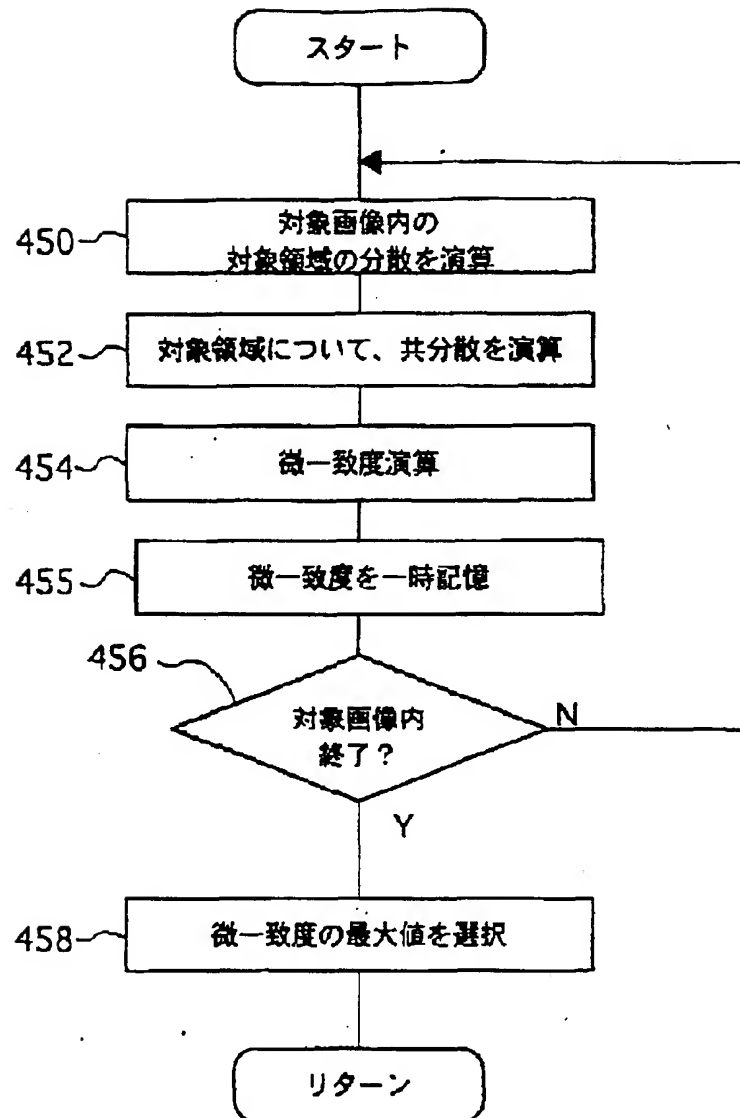 スタート
450
対象画像内の
対象領域の分散を演算
452
対象領域について、共分散を演算
454
微一致度演算
455
微一致度を一時記憶
456
対象画像内
終了？
N
Y
458
微一致度の最大値を選択
リターン